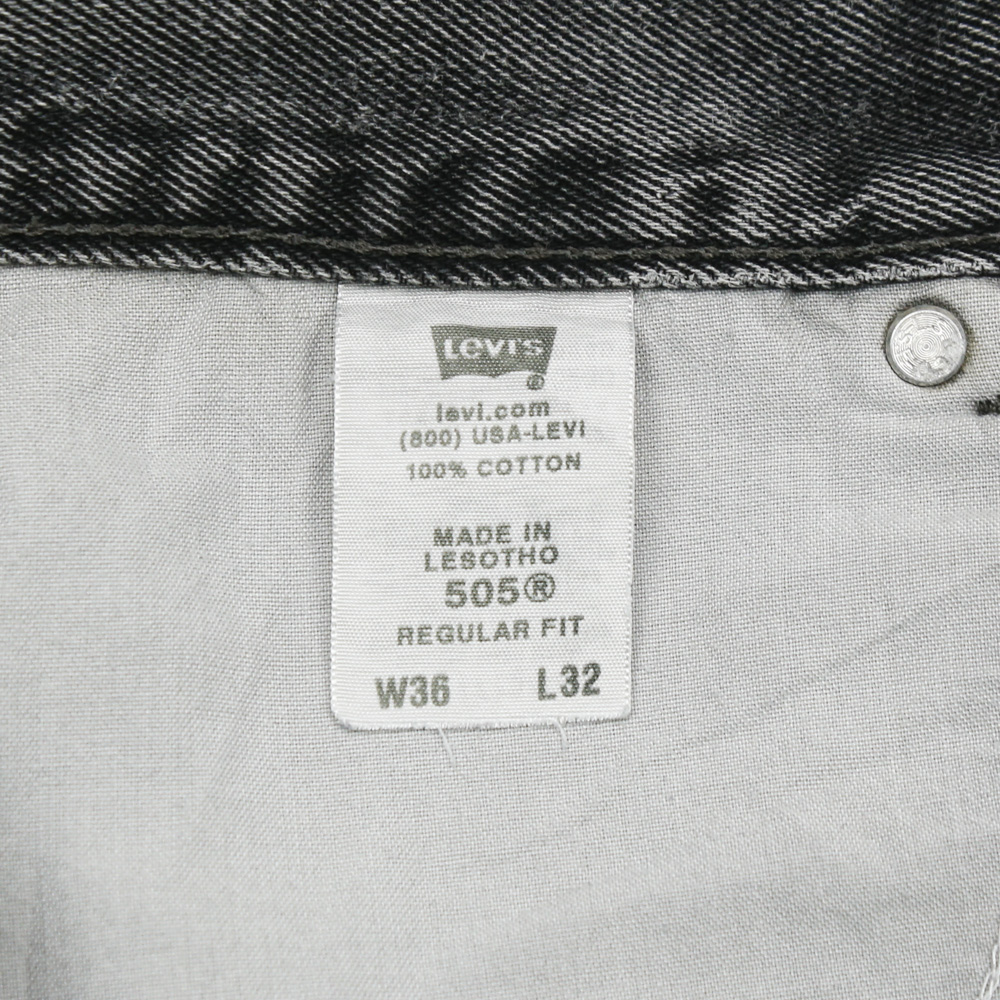 Levi's
®
levi.com
(800) USA-LEVI
100% COTTON
MADE IN
LESOTHO
505®
REGULAR FIT
W36 L32